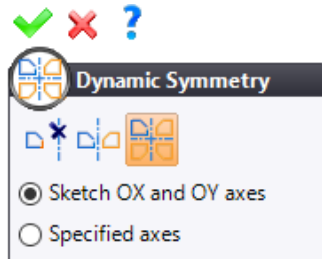 ?
Dynamic Symmetry
Sketch OX and OY axes
Specified axes